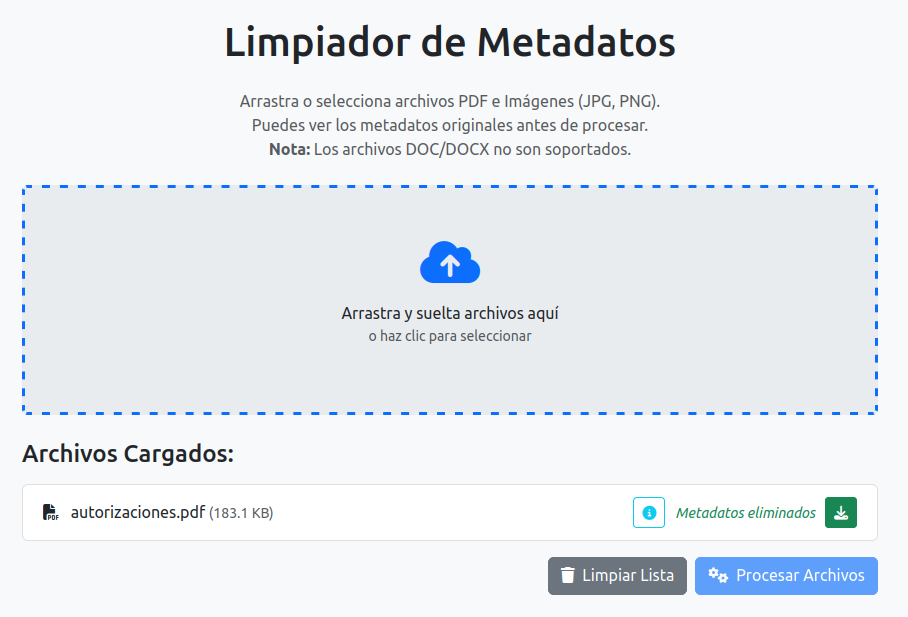 Limpiador de Metadatos
Arrastra o selecciona archivos PDF e Imágenes (JPG, PNG).
Puedes ver los metadatos originales antes de procesar.
Nota: Los archivos DOC/DOCX no son soportados.
Arrastra y suelta archivos aquí
o haz clic para seleccionar
Archivos Cargados:
PDF autorizaciones.pdf (183.1 KB) Metadatos eliminados
Limpiar Lista Procesar Archivos